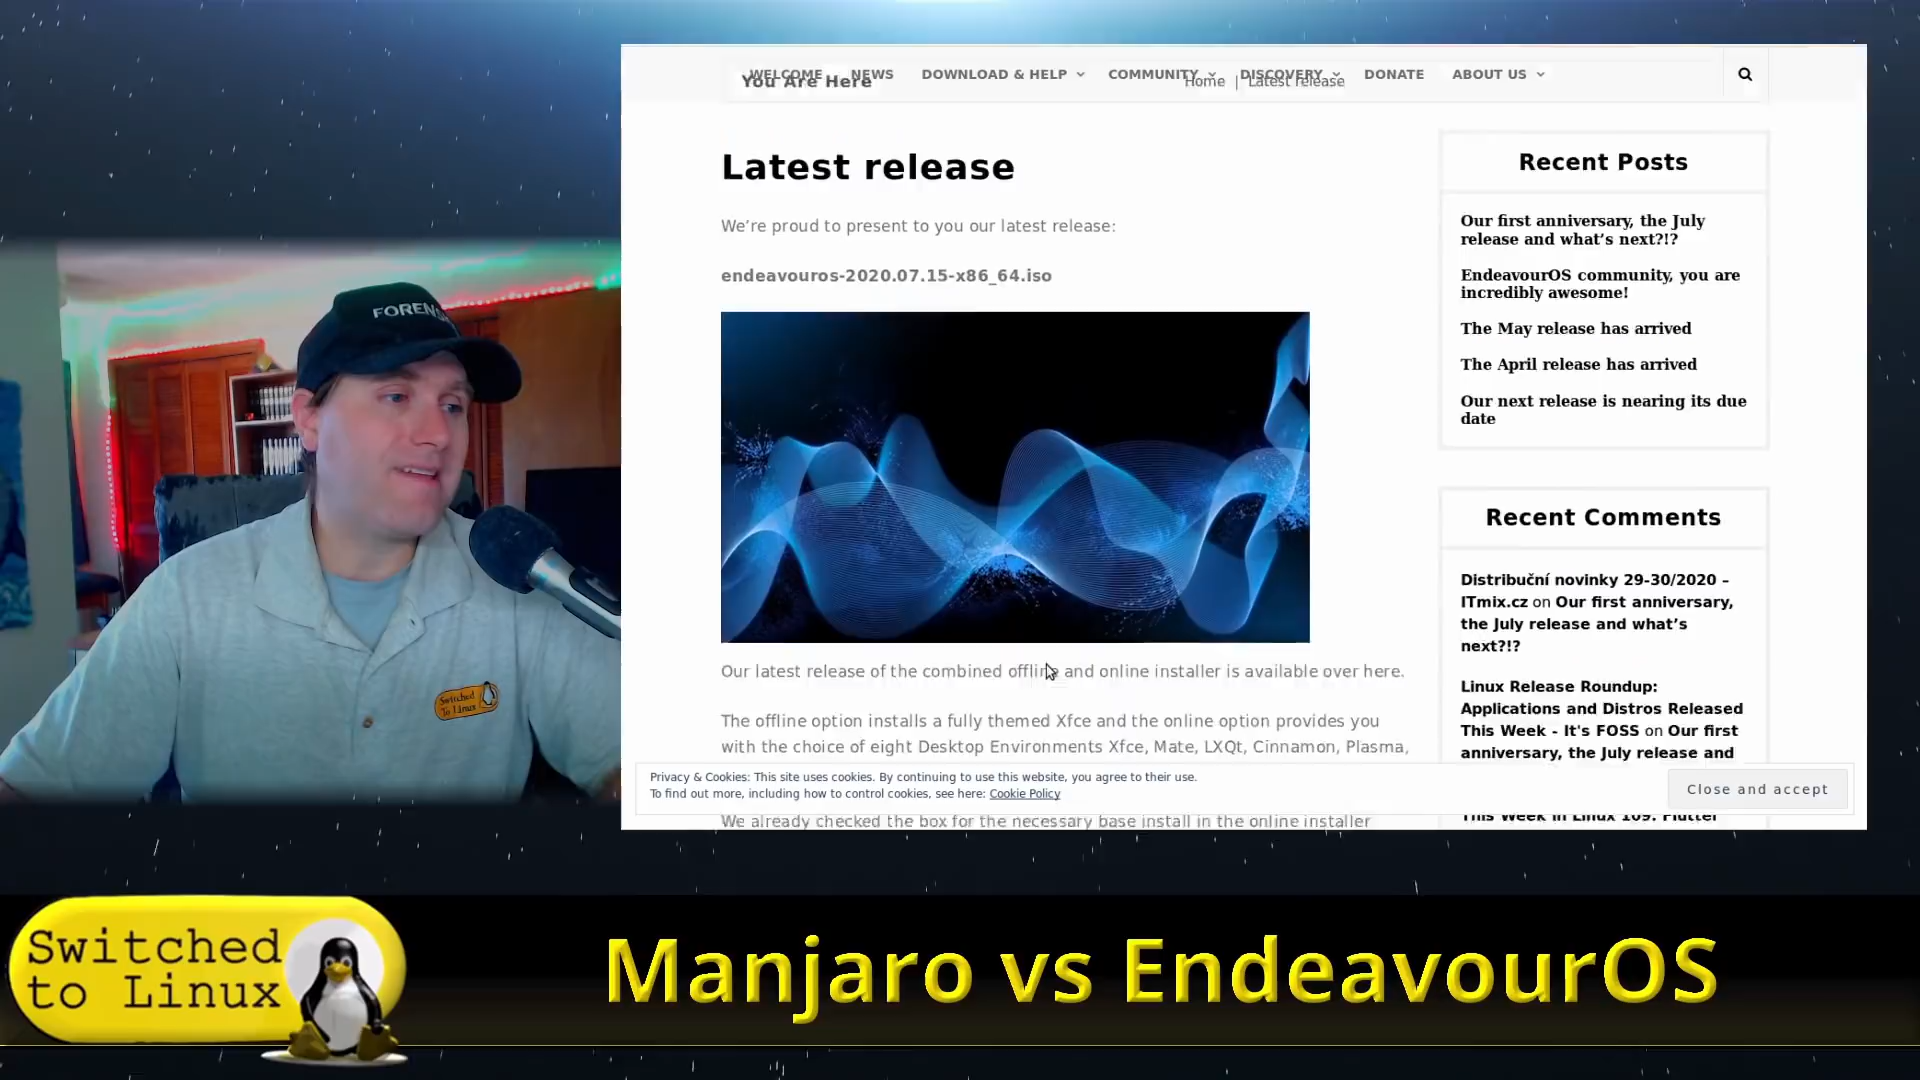 WELCOME NEWS DOWNLOAD & HELP COMMUNITY DISCOVERY DONATE ABOUT US
You Are Here
Home | Latest release
Latest release
We’re proud to present to you our latest release:
endeavouros-2020.07.15-x86_64.iso
Our latest release of the combined offline and online installer is available over here.
The offline option installs a fully themed Xfce and the online option provides you
with the choice of eight Desktop Environments Xfce, Mate, LXQt, Cinnamon, Plasma,
We already checked the box for the necessary base install in the online installer
Recent Posts
Our first anniversary, the July
release and what’s next?!?
EndeavourOS community, you are
incredibly awesome!
The May release has arrived
The April release has arrived
Our next release is nearing its due
date
Recent Comments
Distribuční novinky 29-30/2020 –
ITmix.cz on Our first anniversary,
the July release and what’s
next?!?
Linux Release Roundup:
Applications and Distros Released
This Week - It's FOSS on Our first
anniversary, the July release and
This Week in Linux 109: Flutter
Privacy & Cookies: This site uses cookies. By continuing to use this website, you agree to their use.
To find out more, including how to control cookies, see here: Cookie Policy
Close and accept
Switched
To Linux
Switched
to Linux
Manjaro vs EndeavourOS